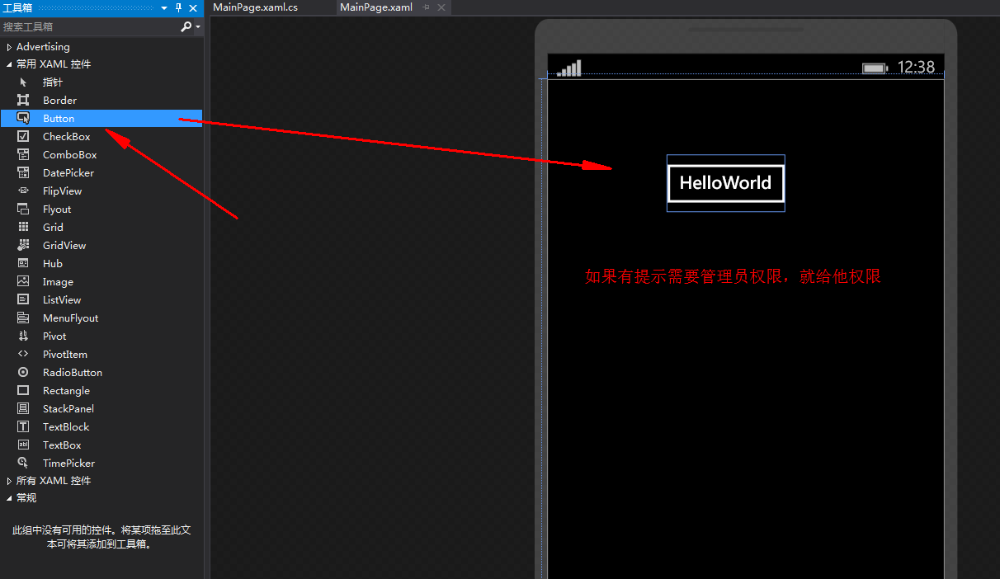 工具箱
MainPage.xaml.cs
MainPage.xaml
搜索工具箱
Advertising
常用 XAML 控件
指针
Border
Button
CheckBox
ComboBox
DatePicker
FlipView
Flyout
Grid
GridView
Hub
Image
ListView
MenuFlyout
Pivot
PivotItem
RadioButton
Rectangle
StackPanel
TextBlock
TextBox
TimePicker
所有 XAML 控件
常规
此组中没有可用的控件。将某项拖至此文
本可将其添加到工具箱。
12:38
HelloWorld
如果有提示需要管理员权限，就给他权限